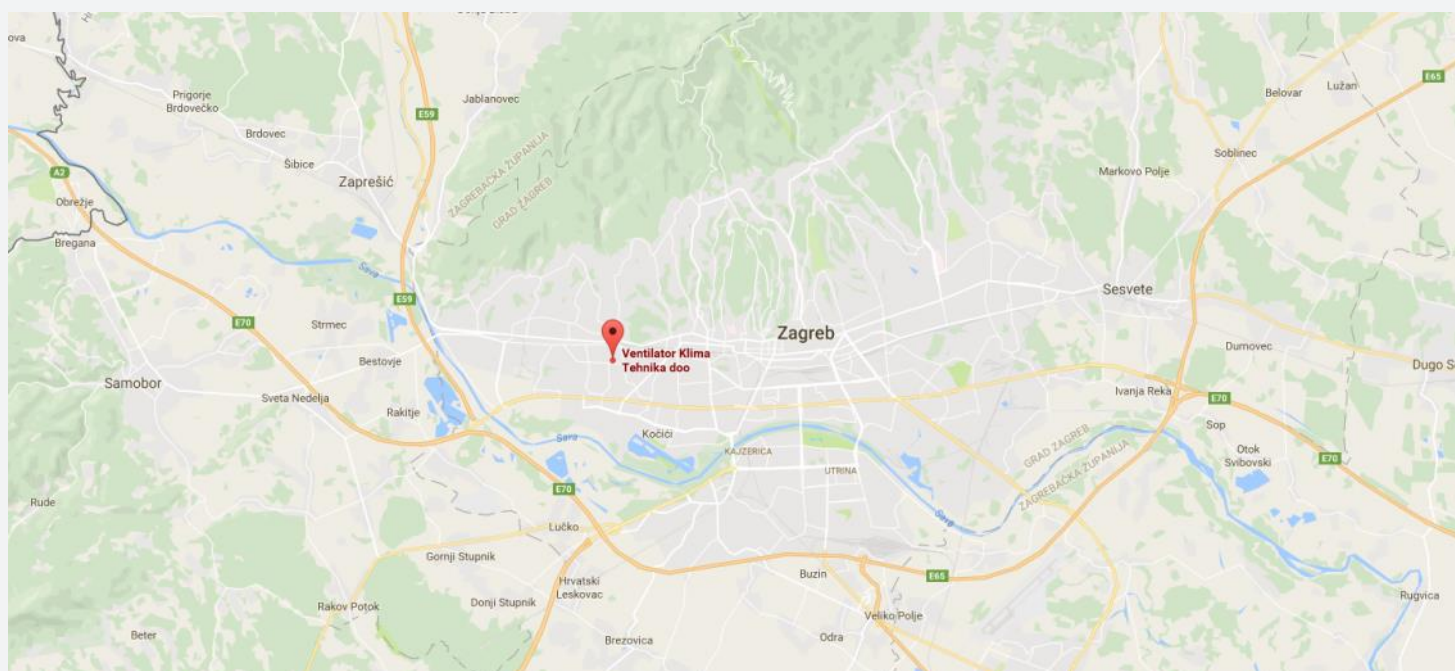 E65
Lužan
Belovar
Prigorje
Brdovečko
Jablanovec
E59
Brdovec
Soblinec
Šibice
Zaprešić
ZAGREBAČKA ŽUPANIJA
GRAD ZAGREB
Markovo Polje
A2
Obrežje
Bregana
Sava
Sesvete
E59
E70
Strmec
Zagreb
Ventilator Klima
Tehnika doo
Bestovje
Dumovec
Dugo S
Samobor
Sveta Nedelja
Ivanja Reka
E70
Rakitje
Sop
Kočići
Sava
KAJZERICA
GRAD ZAGREB
ZAGREBAČKA ŽUPANIJA
Otok
Svibovski
E70
UTRINA
E70
Rude
Sava
Lučko
Gornji Stupnik
Buzin
E65
Hrvatski
Leskovac
Donji Stupnik
Rakov Potok
Rugvica
Veliko Polje
Beter
Brezovica
Odra